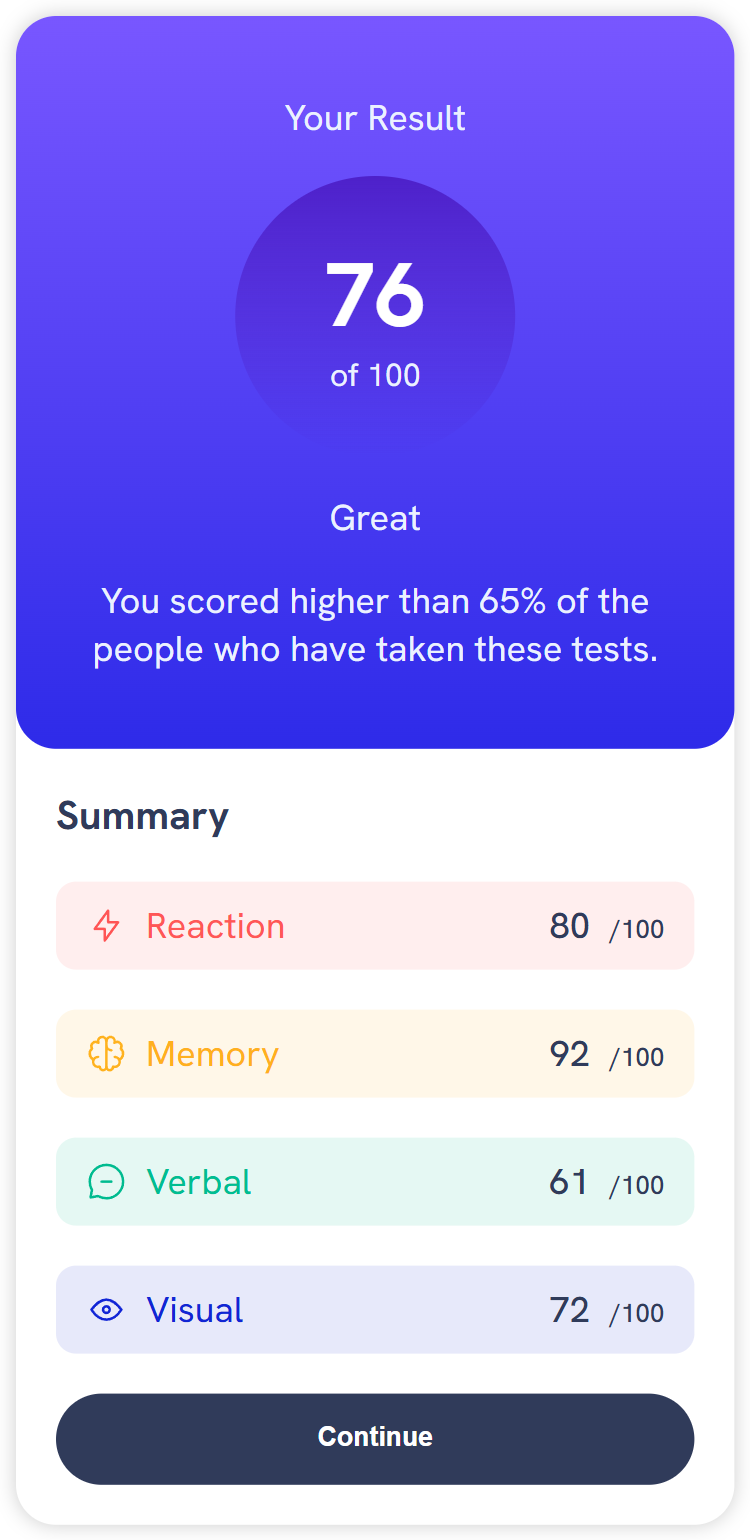 Your Result
76
of 100
Great
You scored higher than 65% of the
people who have taken these tests.
Summary
Reaction 80 /100
Memory 92 /100
Verbal 61 /100
Visual 72 /100
Continue